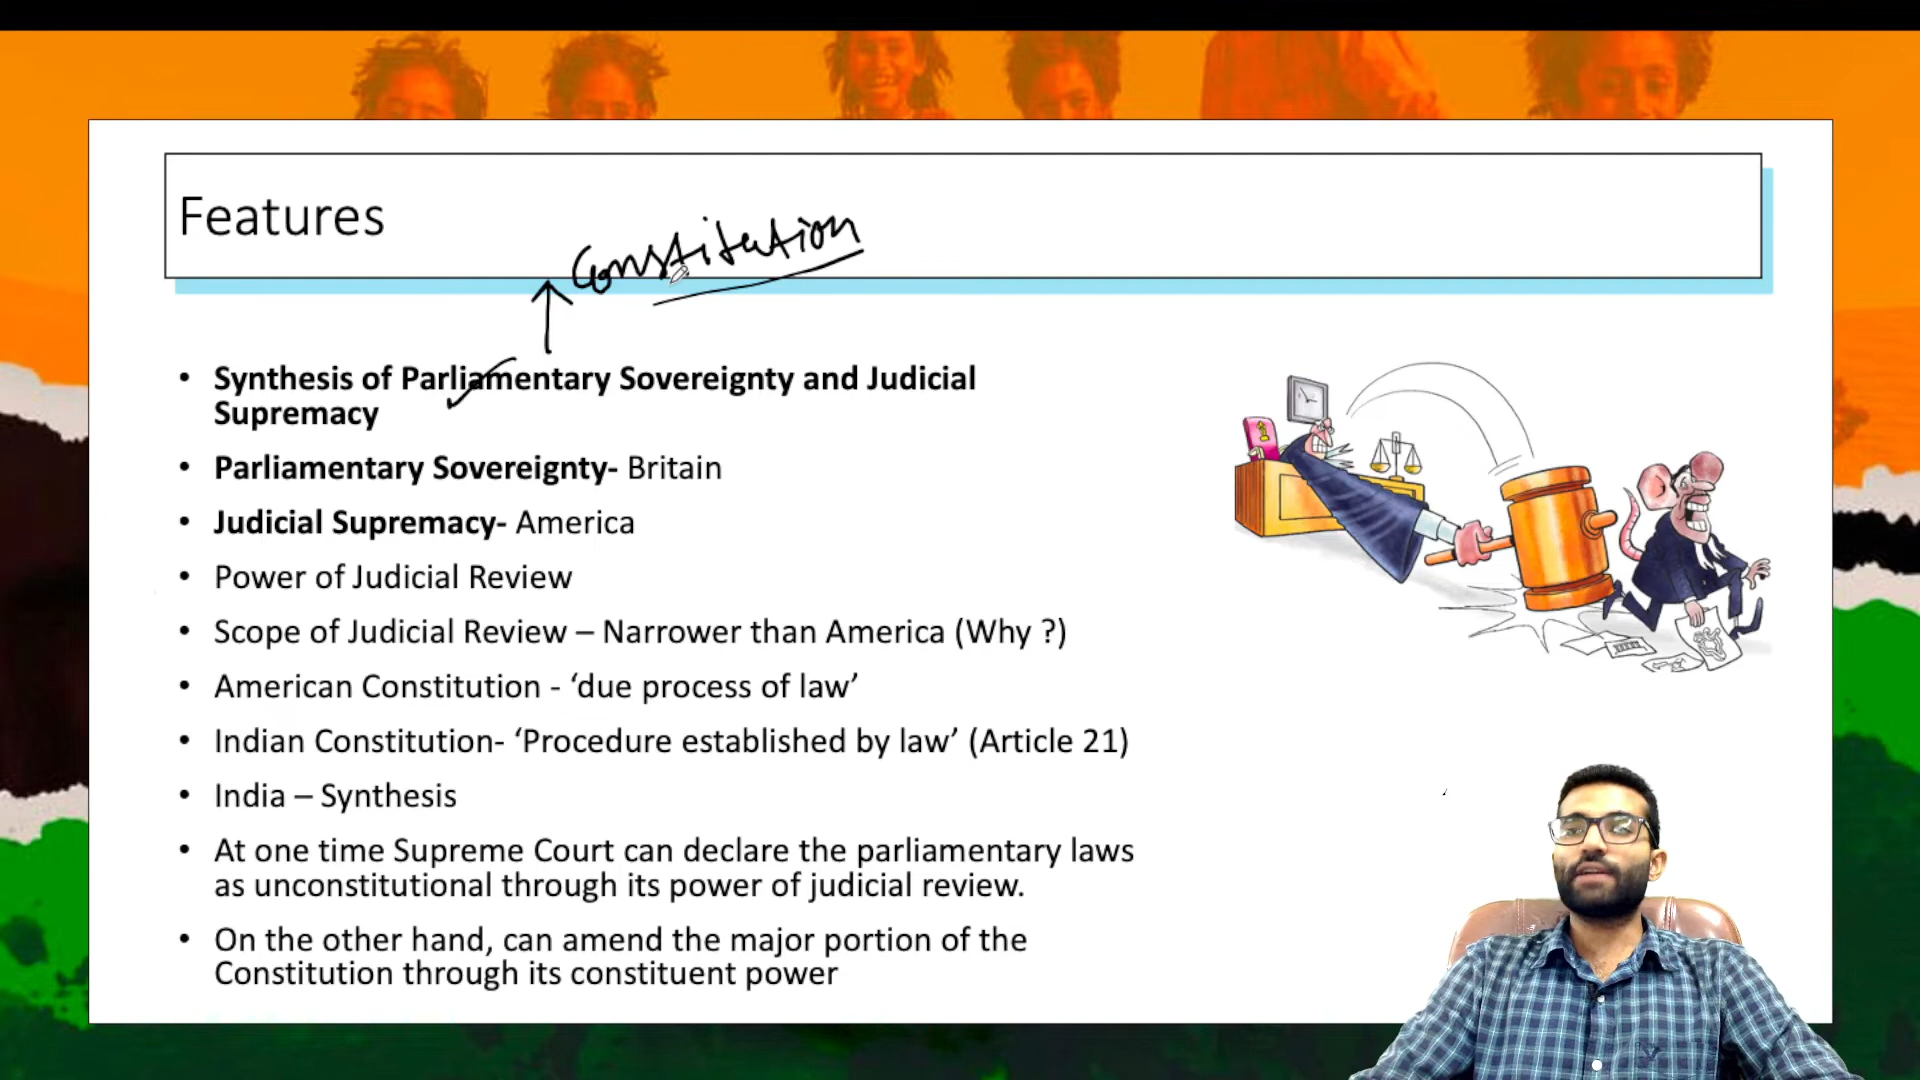 Features
Constitution
• Synthesis of Parliamentary Sovereignty and Judicial
Supremacy
• Parliamentary Sovereignty- Britain
• Judicial Supremacy- America
• Power of Judicial Review
• Scope of Judicial Review – Narrower than America (Why ?)
• American Constitution - ‘due process of law’
• Indian Constitution- ‘Procedure established by law’ (Article 21)
• India – Synthesis
• At one time Supreme Court can declare the parliamentary laws
as unconstitutional through its power of judicial review.
• On the other hand, can amend the major portion of the
Constitution through its constituent power